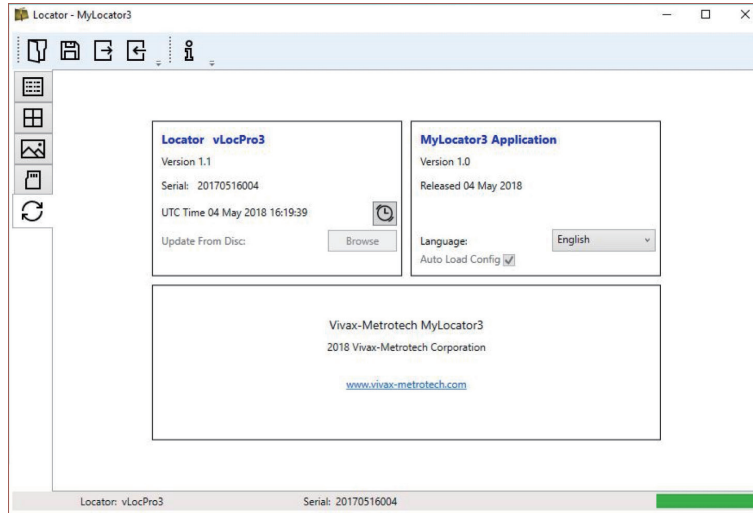 Locator - MyLocator3
Locator vLocPro3
Version 1.1
Serial: 20170516004
UTC Time 04 May 2018 16:19:39
Update From Disc:
Browse
MyLocator3 Application
Version 1.0
Released 04 May 2018
Language:
English
Auto Load Config
Vivax-Metrotech MyLocator3
2018 Vivax-Metrotech Corporation
www.vivax-metrotech.com
Locator: vLocPro3
Serial: 20170516004